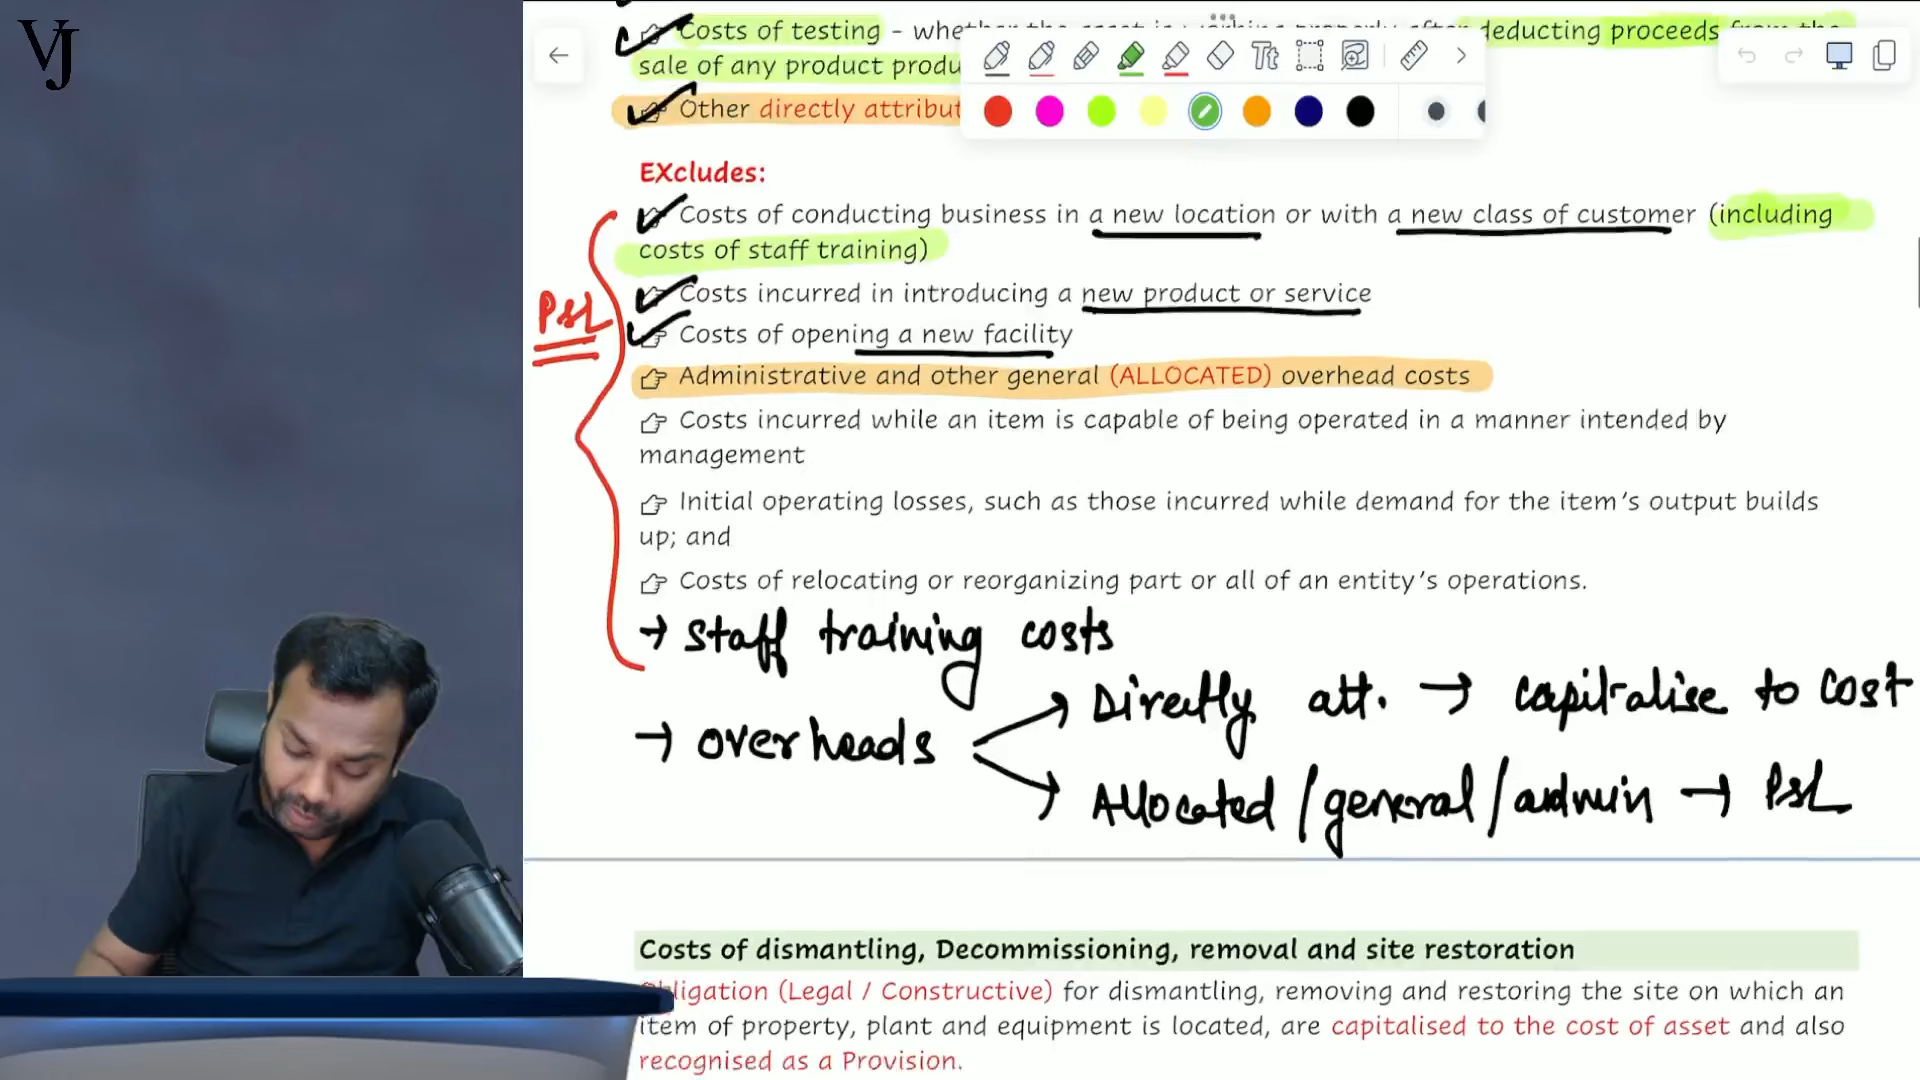 VJ
Costs of testing - whe deducting proceeds from the
sale of any product produ
Other directly attribut
Tt
EXcludes:
Costs of conducting business in a new location or with a new class of customer (including
costs of staff training)
Costs incurred in introducing a new product or service
P&L
Costs of opening a new facility
Administrative and other general (ALLOCATED) overhead costs
Costs incurred while an item is capable of being operated in a manner intended by
management
Initial operating losses, such as those incurred while demand for the item's output builds
up; and
Costs of relocating or reorganizing part or all of an entity's operations.
→ staff training costs
→ overheads → Directly att. → capitalise to cost
→ Allocated / general / admin → P&L
Costs of dismantling, Decommissioning, removal and site restoration
Obligation (Legal / Constructive) for dismantling, removing and restoring the site on which an
item of property, plant and equipment is located, are capitalised to the cost of asset and also
recognised as a Provision.